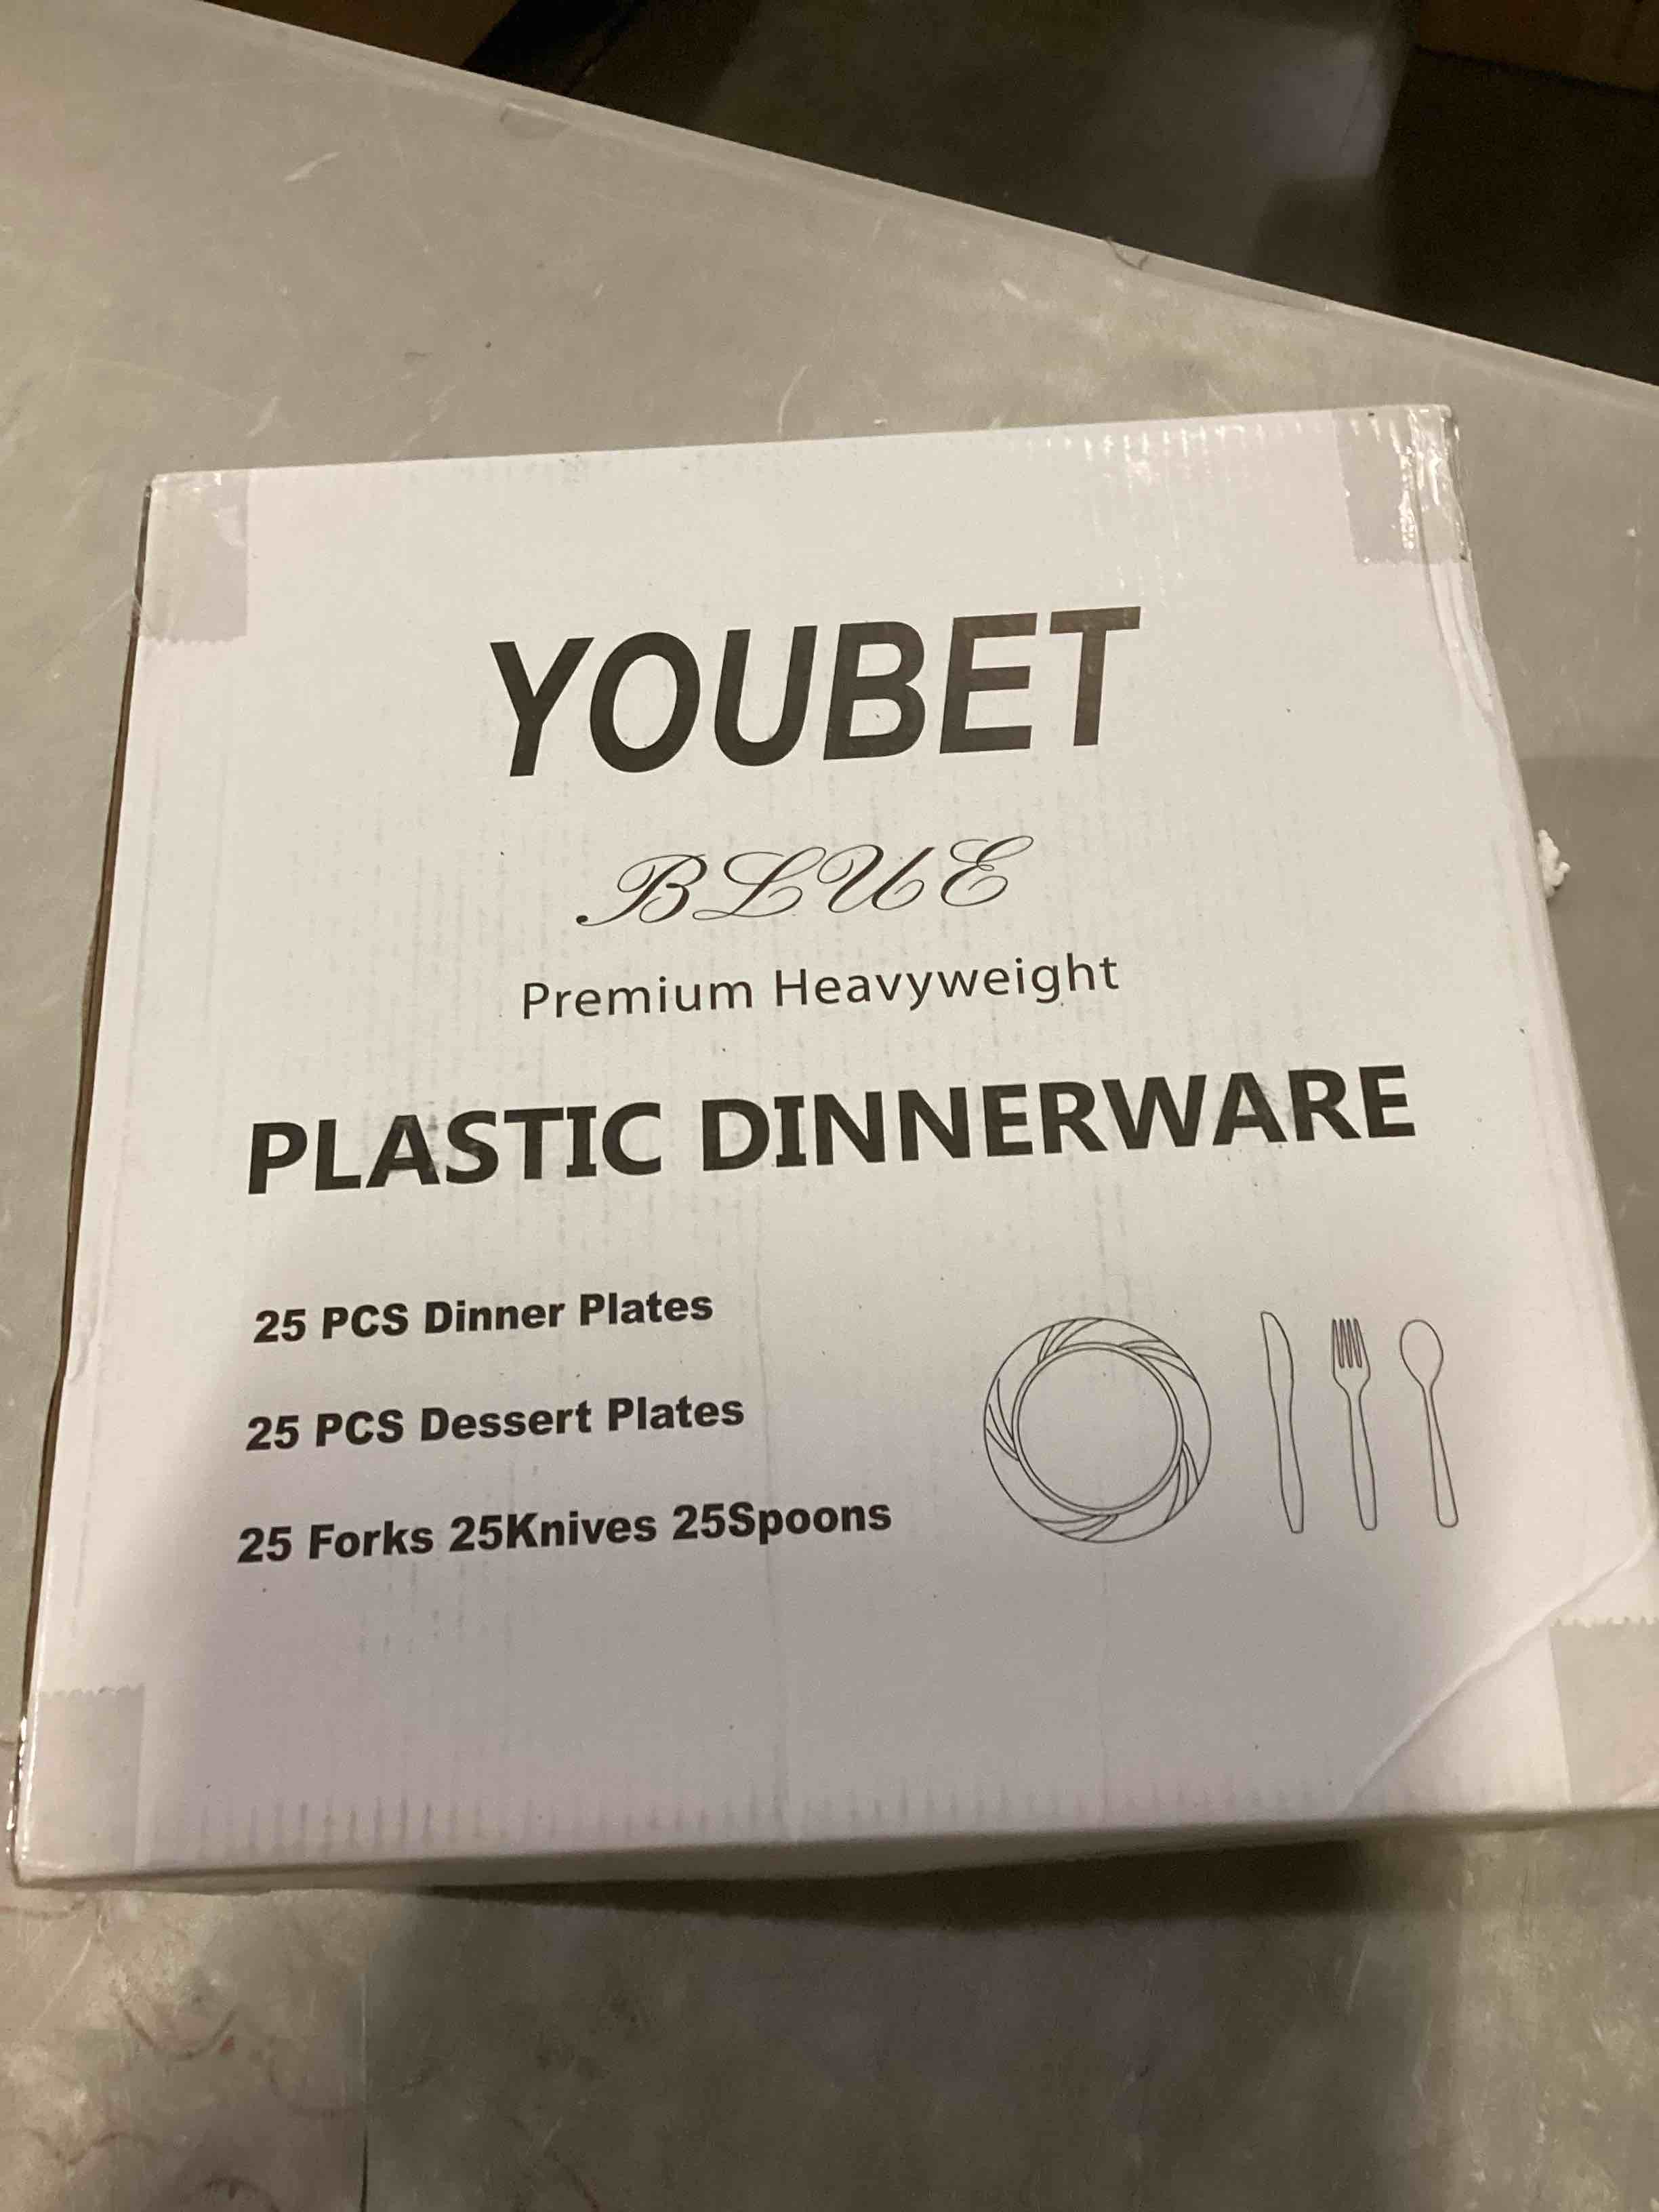 YOUBET
BLUE
Premium Heavyweight
PLASTIC DINNERWARE
25 PCS Dinner Plates
25 PCS Dessert Plates
25 Forks 25Knives 25Spoons